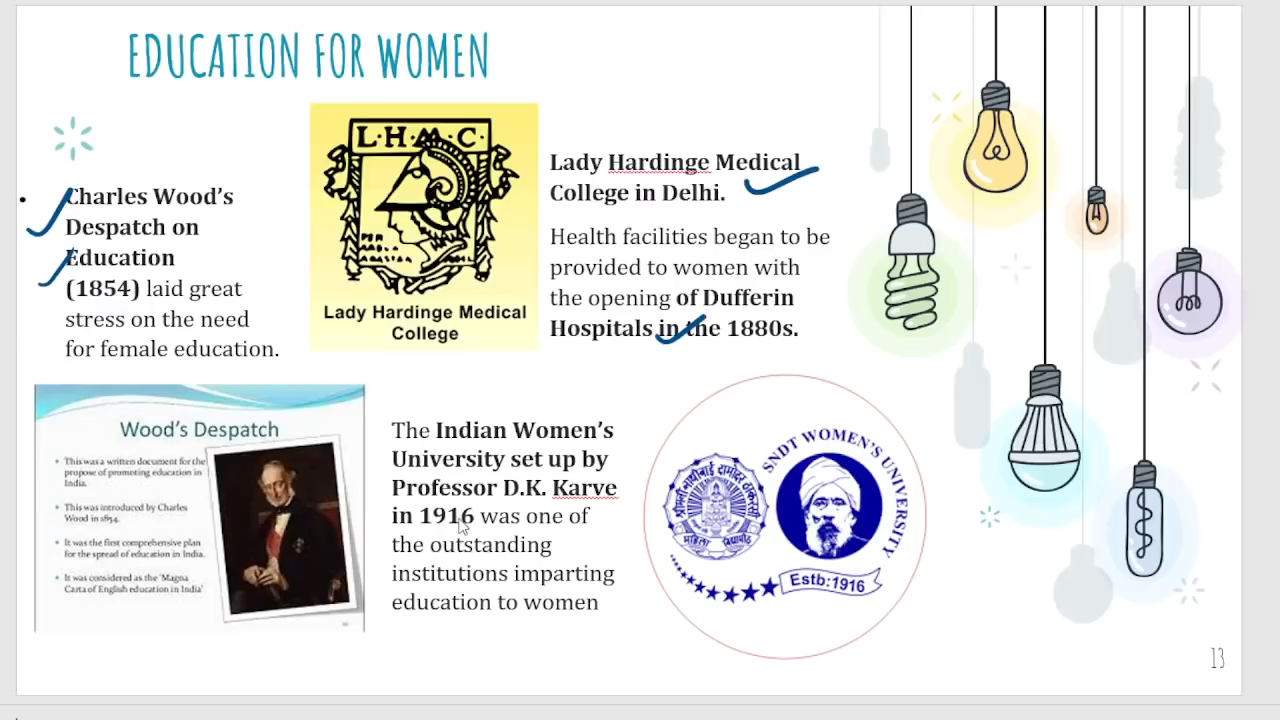 EDUCATION FOR WOMEN
• Charles Wood’s
Despatch on
Education
(1854) laid great
stress on the need
for female education.
L·H·M·C·
Lady Hardinge Medical
College
Lady Hardinge Medical
College in Delhi.
Health facilities began to be
provided to women with
the opening of Dufferin
Hospitals in the 1880s.
Wood’s Despatch
• This was a written document for the
propose of promoting education in
India.
• This was introduced by Charles
Wood in 1854.
• It was the first comprehensive plan
for the spread of education in India.
• It was considered as the ‘Magna
Carta of English education in India’
The Indian Women’s
University set up by
Professor D.K. Karve
in 1916 was one of
the outstanding
institutions imparting
education to women
SNDT WOMEN’S UNIVERSITY
श्रीमती नाथीबाई दामोदर ठाकरसी
महिला विद्यापीठ
Estb:1916
13